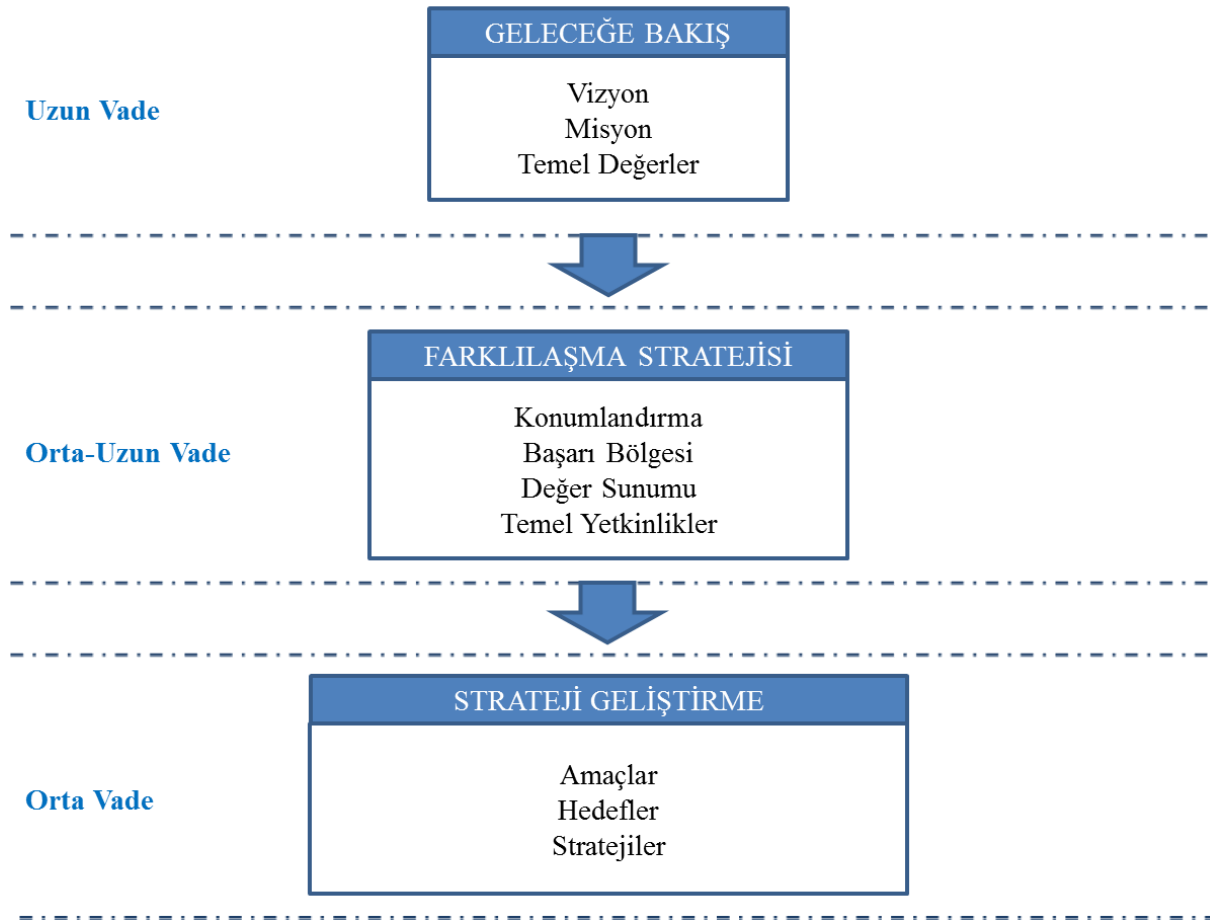 GELECEĞE BAKIŞ
Uzun Vade
Vizyon
Misyon
Temel Değerler
FARKLILAŞMA STRATEJİSİ
Orta-Uzun Vade
Konumlandırma
Başarı Bölgesi
Değer Sunumu
Temel Yetkinlikler
STRATEJİ GELİŞTİRME
Orta Vade
Amaçlar
Hedefler
Stratejiler